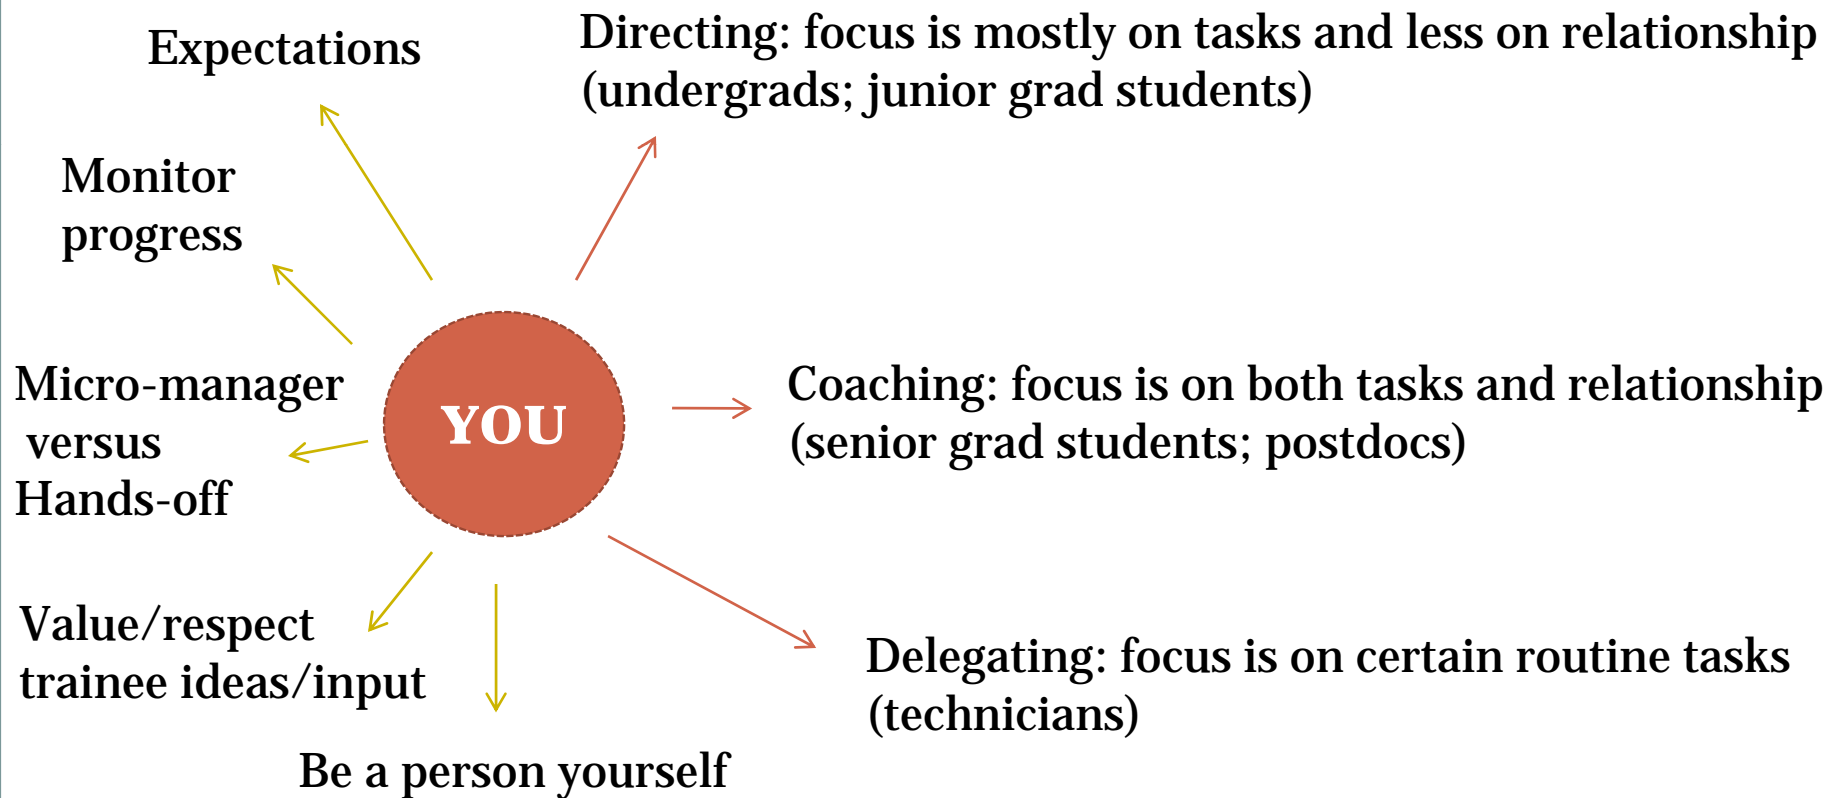 Expectations
Directing: focus is mostly on tasks and less on relationship
(undergrads; junior grad students)
Monitor
progress
Micro-manager
versus
Hands-off
YOU
Coaching: focus is on both tasks and relationship
(senior grad students; postdocs)
Value/respect
trainee ideas/input
Delegating: focus is on certain routine tasks
(technicians)
Be a person yourself